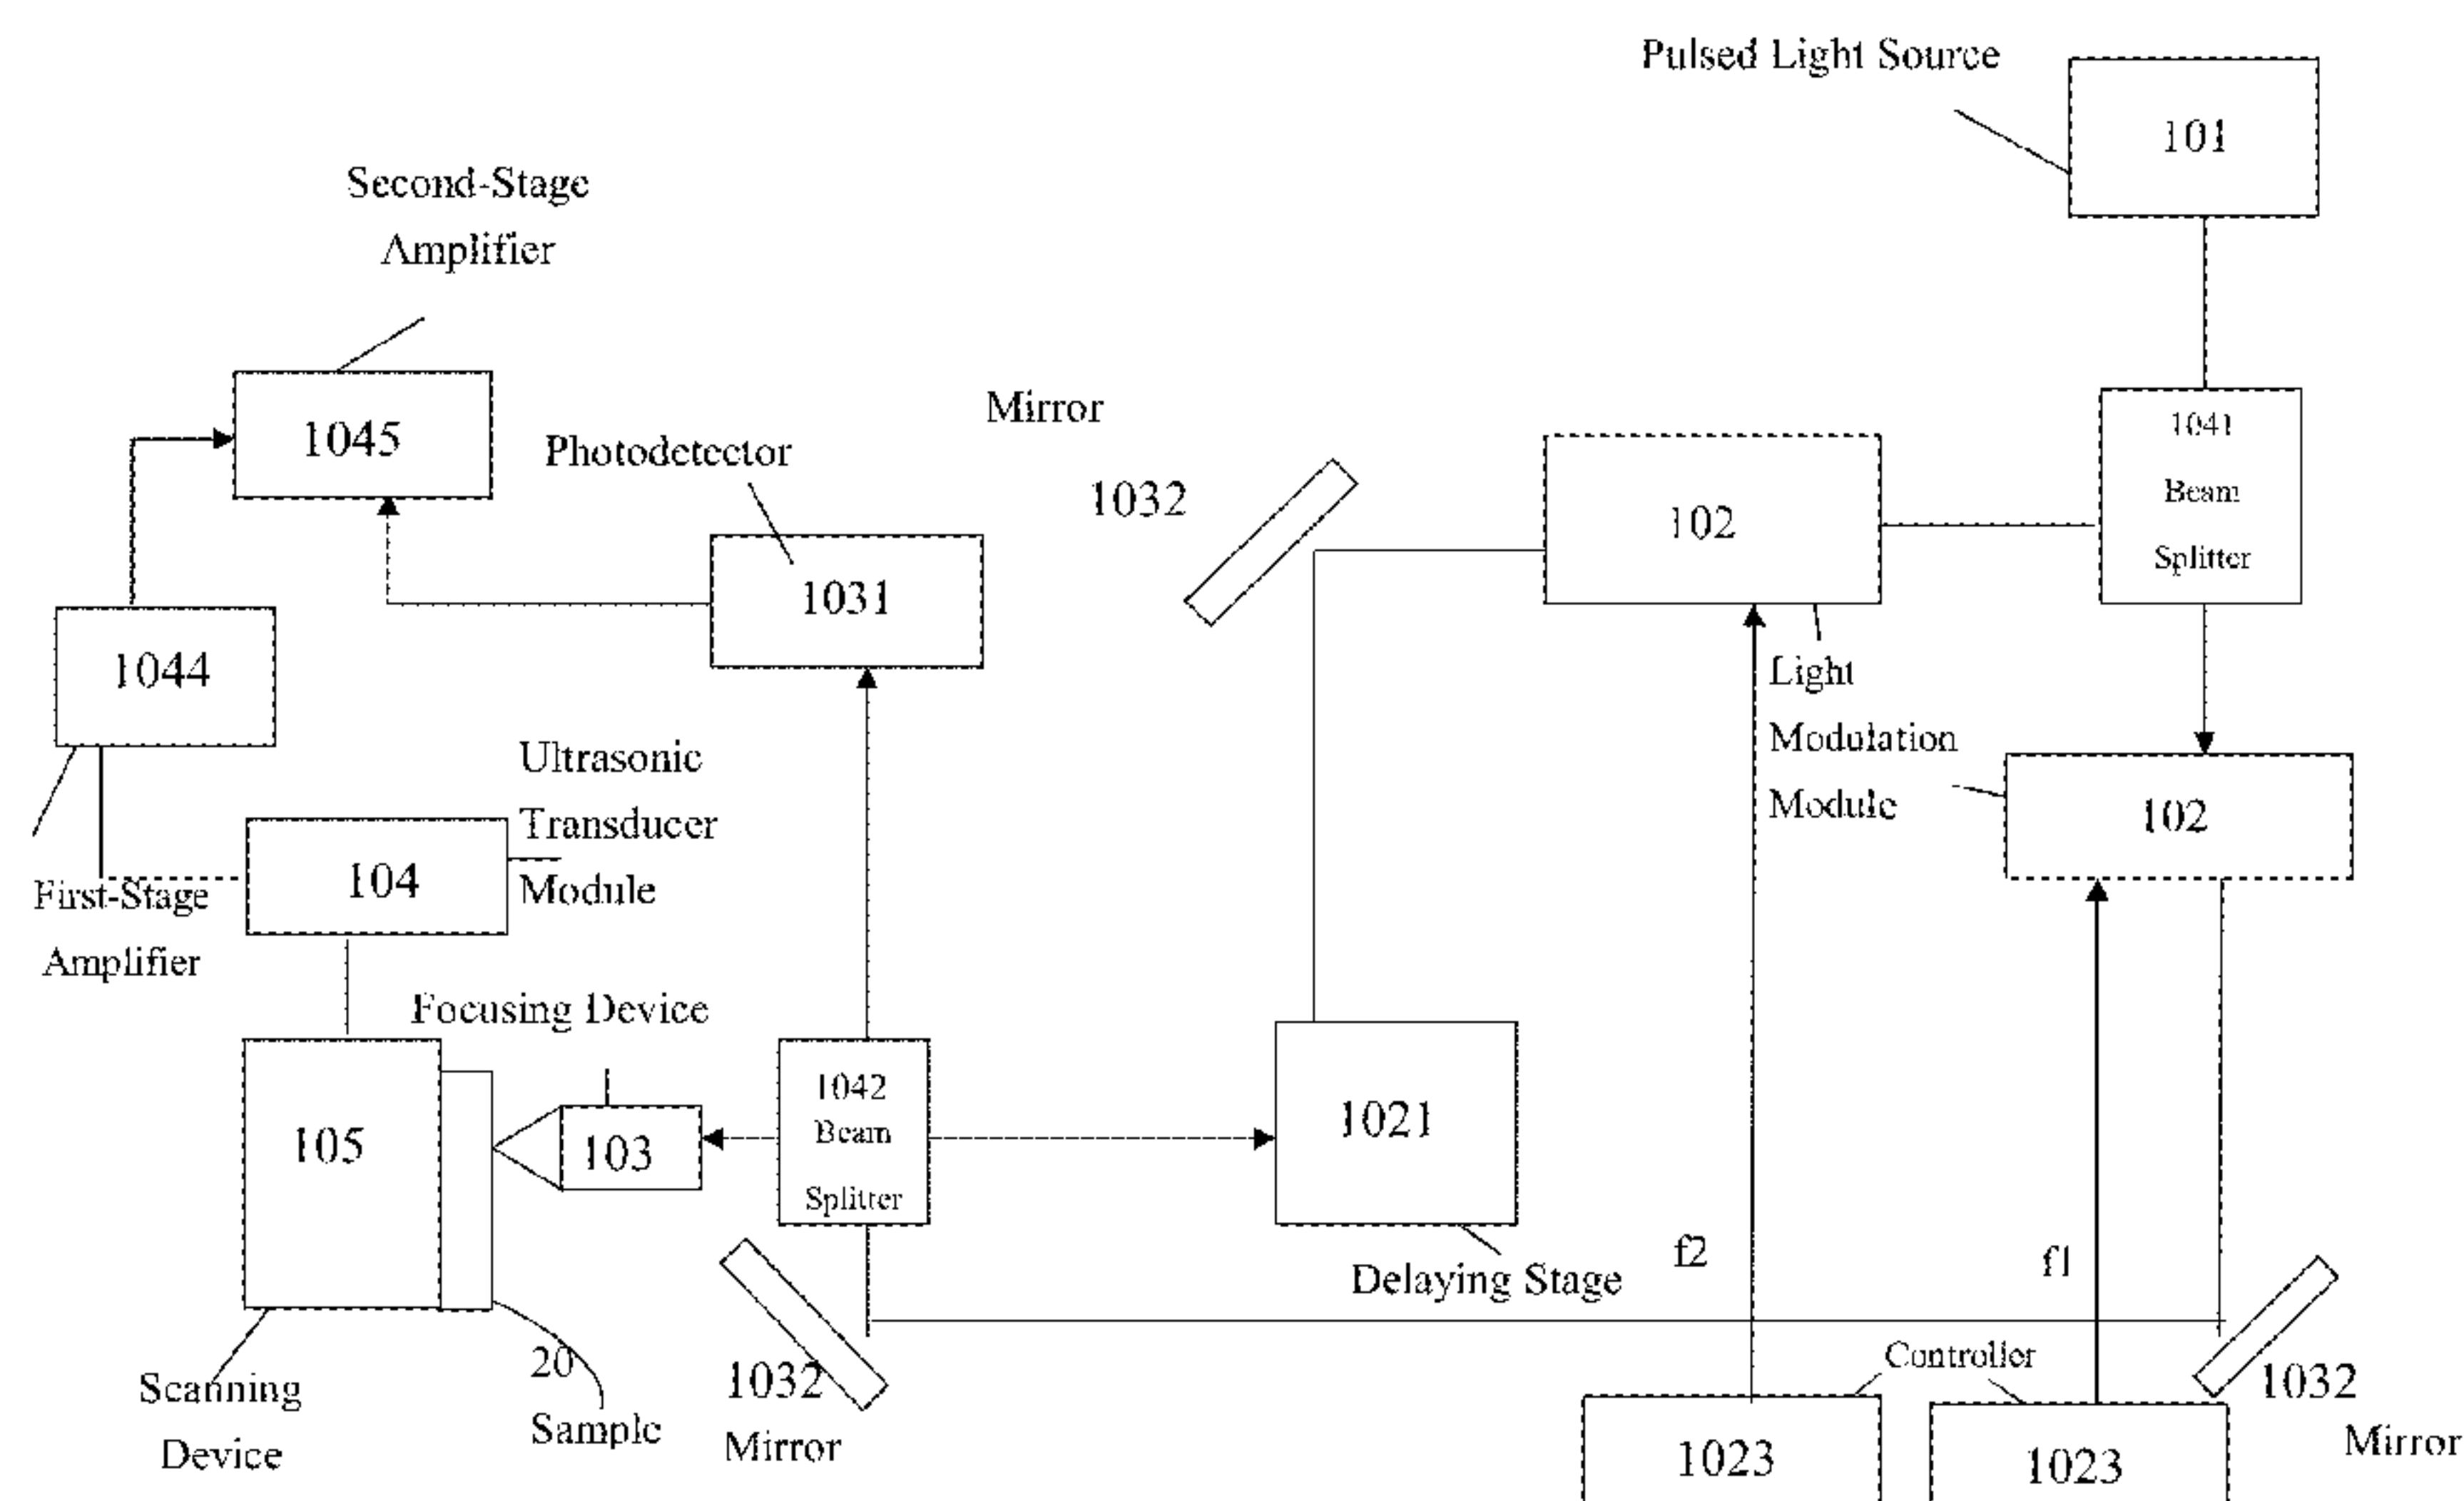 Pulsed Light Source
101
Second-Stage
Amplifier
1041
Beam
Splitter
Mirror
1032
1045
Photodetector
102
1031
1044
Light
Modulation
Module
102
Ultrasonic
Transducer
Module
104
First-Stage
Amplifier
Focusing Device
1042
Beam
Splitter
105
103
1021
f2
f1
Delaying Stage
20
Scanning
Device
Sample
1032
Mirror
Controller
1023
1023
1032
Mirror